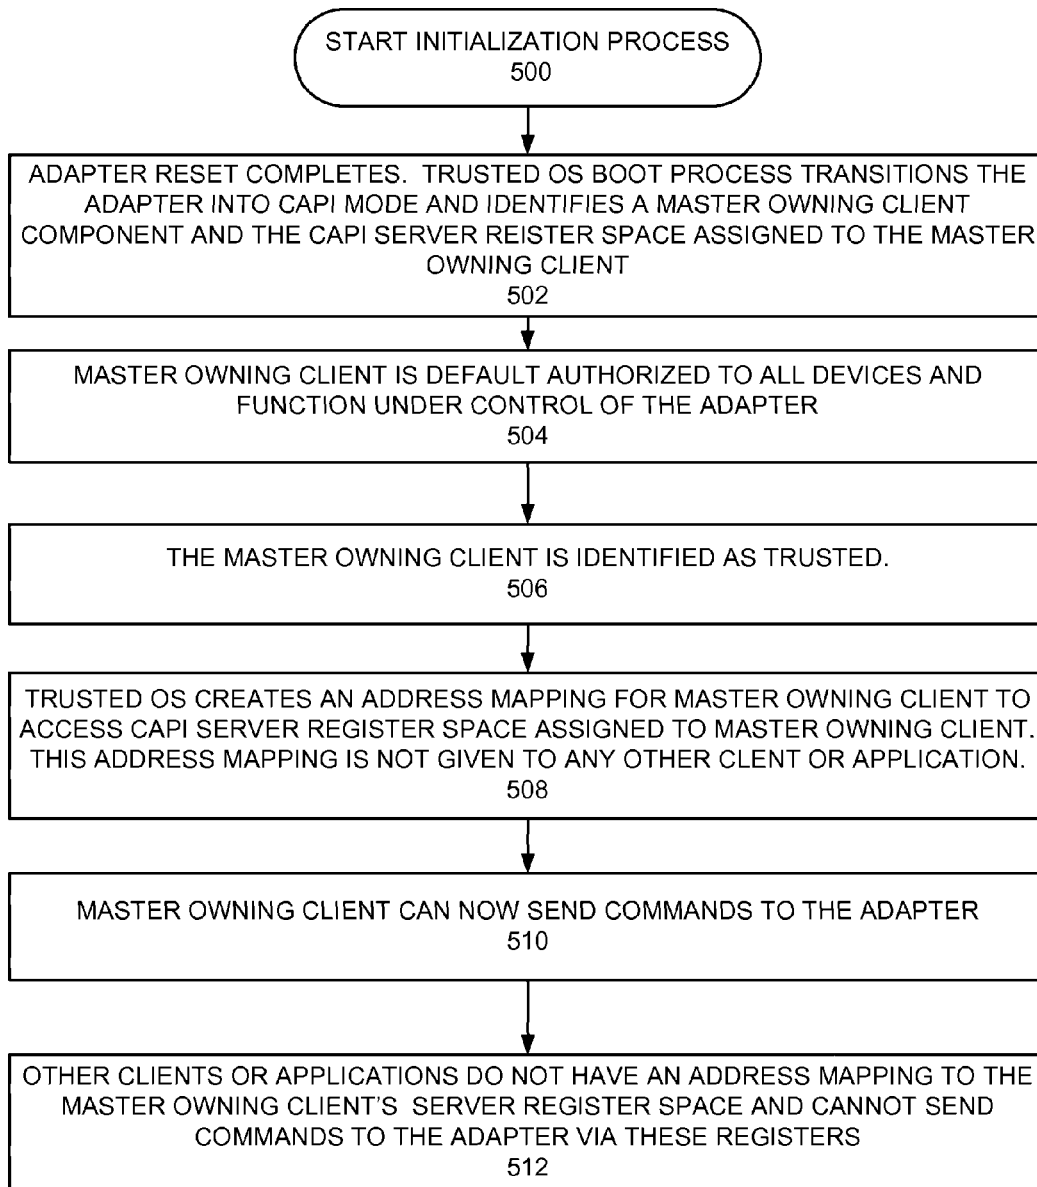 START INITIALIZATION PROCESS
500
ADAPTER RESET COMPLETES. TRUSTED OS BOOT PROCESS TRANSITIONS THE
ADAPTER INTO CAPI MODE AND IDENTIFIES A MASTER OWNING CLIENT
COMPONENT AND THE CAPI SERVER REISTER SPACE ASSIGNED TO THE MASTER
OWNING CLIENT
502
MASTER OWNING CLIENT IS DEFAULT AUTHORIZED TO ALL DEVICES AND
FUNCTION UNDER CONTROL OF THE ADAPTER
504
THE MASTER OWNING CLIENT IS IDENTIFIED AS TRUSTED.
506
TRUSTED OS CREATES AN ADDRESS MAPPING FOR MASTER OWNING CLIENT TO
ACCESS CAPI SERVER REGISTER SPACE ASSIGNED TO MASTER OWNING CLIENT.
THIS ADDRESS MAPPING IS NOT GIVEN TO ANY OTHER CLENT OR APPLICATION.
508
MASTER OWNING CLIENT CAN NOW SEND COMMANDS TO THE ADAPTER
510
OTHER CLIENTS OR APPLICATIONS DO NOT HAVE AN ADDRESS MAPPING TO THE
MASTER OWNING CLIENT'S SERVER REGISTER SPACE AND CANNOT SEND
COMMANDS TO THE ADAPTER VIA THESE REGISTERS
512